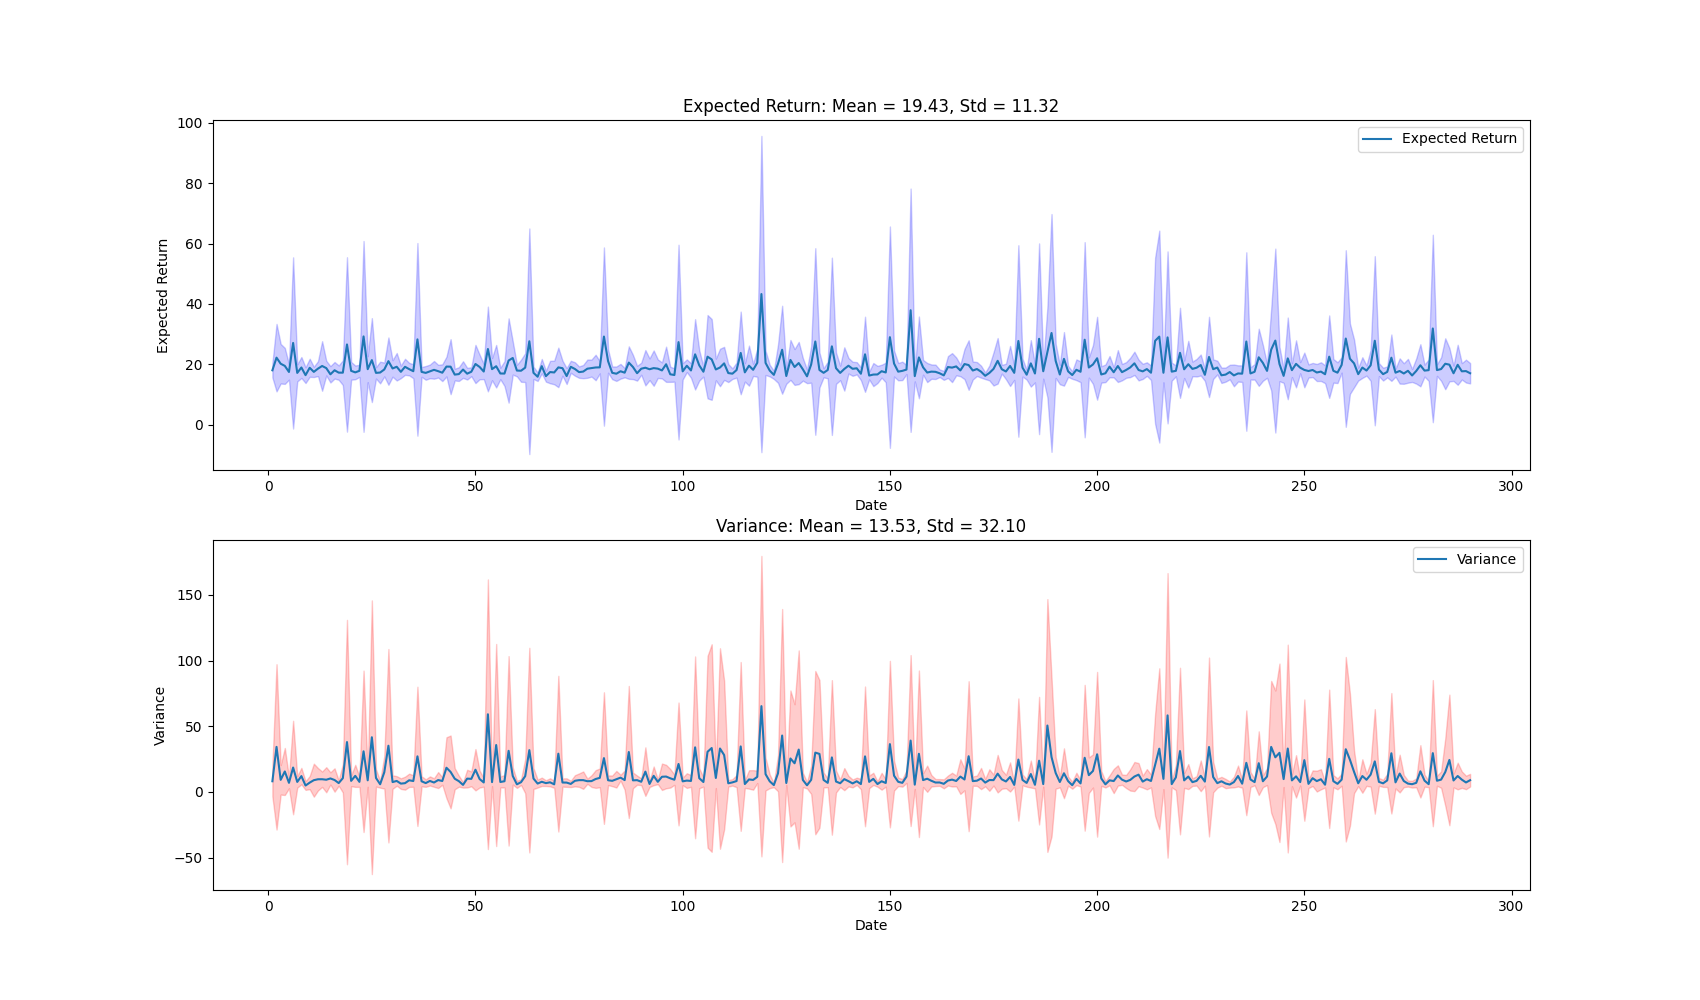 Expected Return: Mean = 19.43, Std = 11.32
100
80
60
40
20
0
Expected Return
Expected Return
0 50 100 150 200 250 300
Date
Variance: Mean = 13.53, Std = 32.10
150
100
50
0
−50
Variance
Variance
0 50 100 150 200 250 300
Date